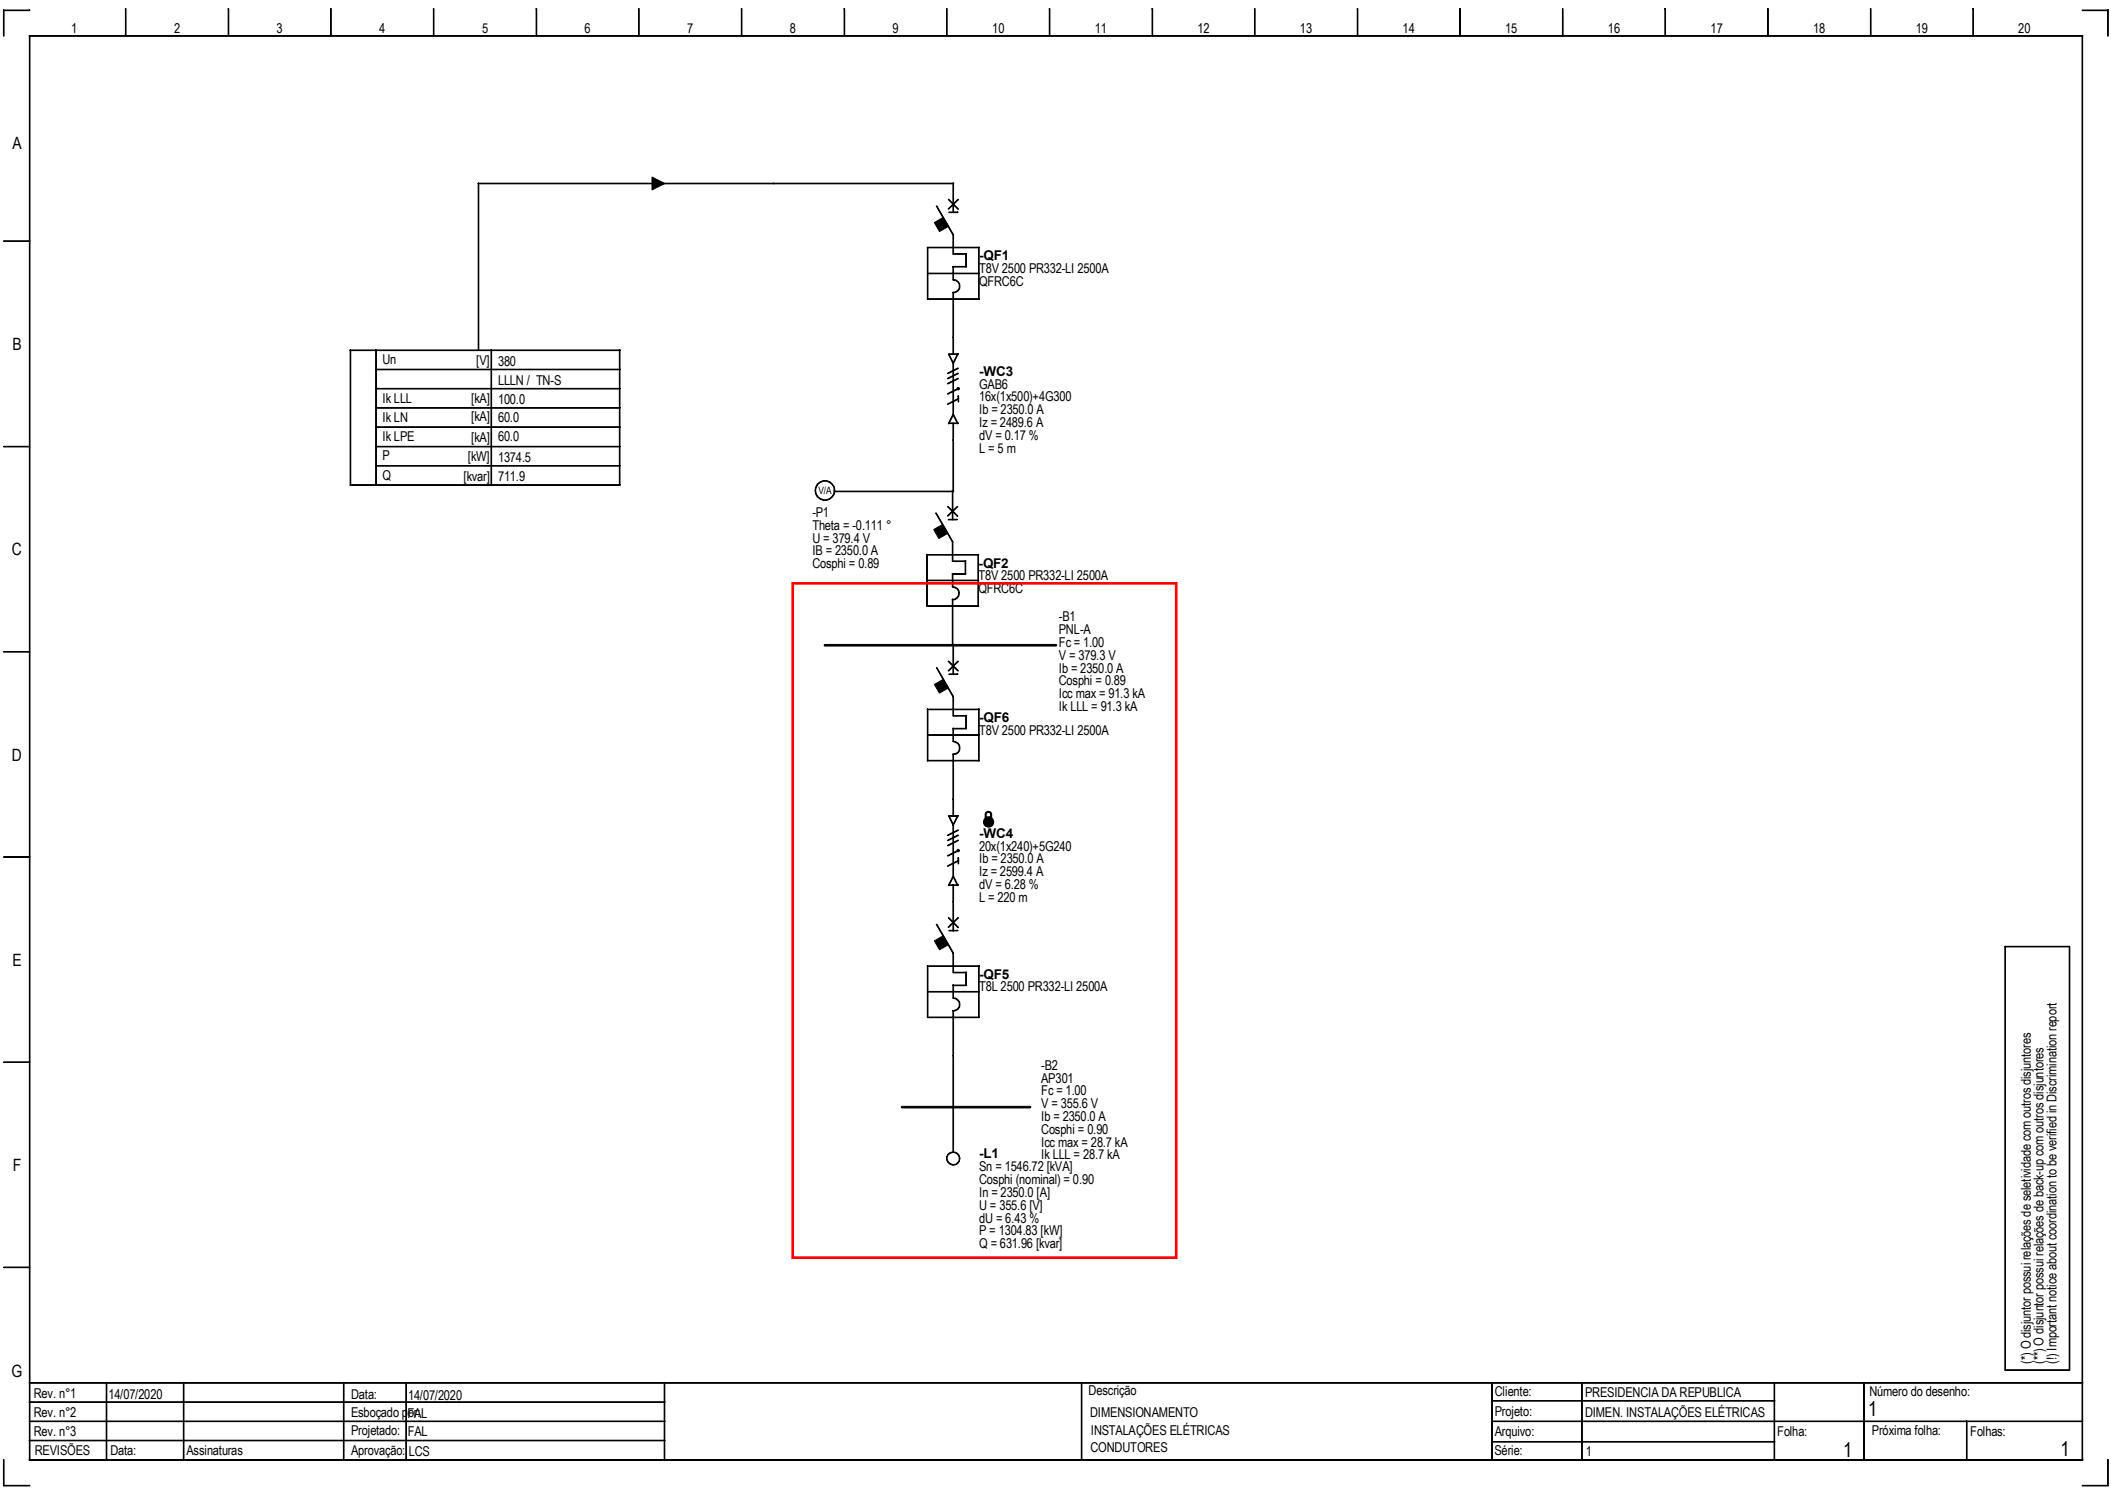 1 2 3 4 5 6 7 8 9 10 11 12 13 14 15 16 17 18 19 20
A
B
C
D
E
F
G
-QF1
T8V 2500 PR332-LI 2500A
QFRC6C
Un [V] 380
LLLN / TN-S
Ik LLL [kA] 100.0
Ik LN [kA] 60.0
Ik LPE [kA] 60.0
P [kW] 1374.5
Q [kvar] 711.9
-WC3
GAB6
16x(1x500)+4G300
Ib = 2350.0 A
Iz = 2489.6 A
dV = 0.17 %
L = 5 m
V/A
-P1
Theta = -0.111 °
U = 379.4 V
IB = 2350.0 A
Cosphi = 0.89
-QF2
T8V 2500 PR332-LI 2500A
QFRC6C
-B1
PNL-A
Fc = 1.00
V = 379.3 V
Ib = 2350.0 A
Cosphi = 0.89
Icc max = 91.3 kA
Ik LLL = 91.3 kA
-QF6
T8V 2500 PR332-LI 2500A
-WC4
20x(1x240)+5G240
Ib = 2350.0 A
Iz = 2599.4 A
dV = 6.28 %
L = 220 m
-QF5
T8L 2500 PR332-LI 2500A
-B2
AP301
Fc = 1.00
V = 355.6 V
Ib = 2350.0 A
Cosphi = 0.90
Icc max = 28.7 kA
Ik LLL = 28.7 kA
-L1
Sn = 1546.72 [kVA]
Cosphi (nominal) = 0.90
In = 2350.0 [A]
U = 355.6 [V]
dU = 6.43 %
P = 1304.83 [kW]
Q = 631.96 [kvar]
(*) O disjuntor possui relações de seletividade com outros disjuntores
(**) O disjuntor possui relações de back-up com outros disjuntores
(!) Important notice about coordination to be verified in Discrimination report
Rev. n°1 14/07/2020 Data: 14/07/2020
Rev. n°2 Esboçado por: FAL
Rev. n°3 Projetado: FAL
REVISÕES Data: Assinaturas Aprovação: LCS
Descrição
DIMENSIONAMENTO
INSTALAÇÕES ELÉTRICAS
CONDUTORES
Cliente: PRESIDENCIA DA REPUBLICA
Projeto: DIMEN. INSTALAÇÕES ELÉTRICAS
Arquivo:
Série: 1
Folha: 1
Número do desenho:
1
Próxima folha:
Folhas: 1